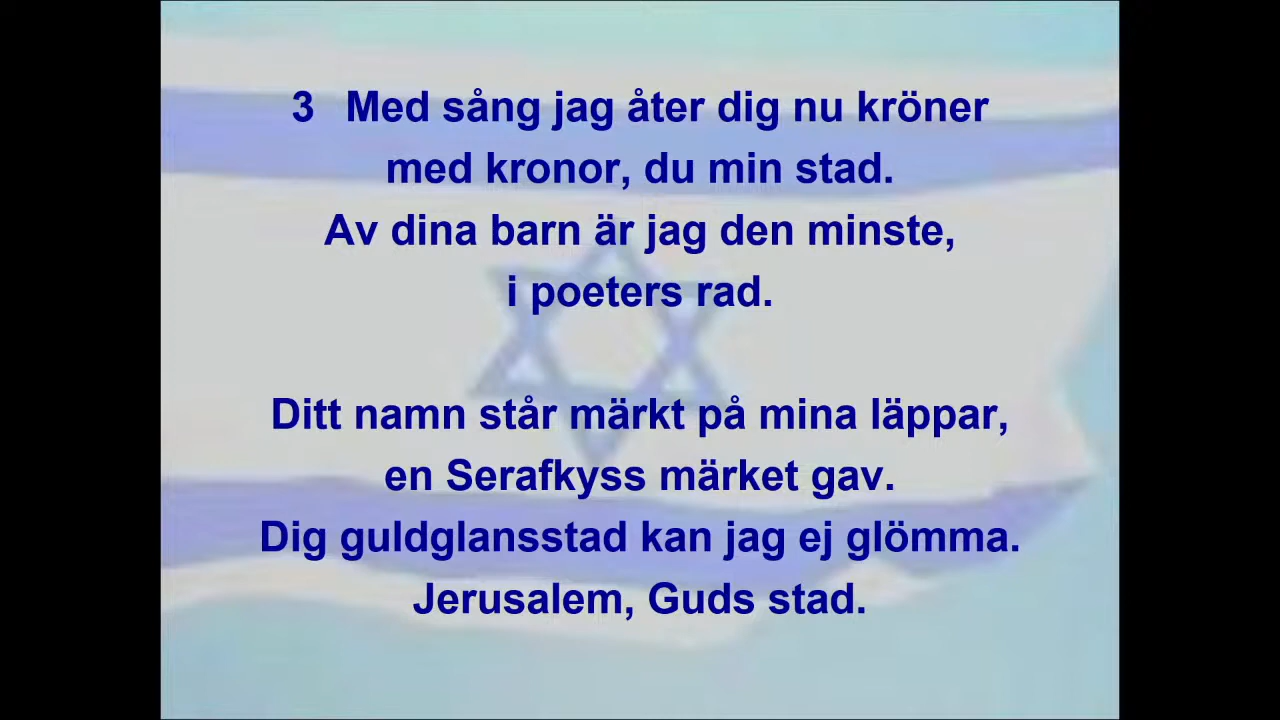 3 Med sång jag åter dig nu kröner
med kronor, du min stad.
Av dina barn är jag den minste,
i poeters rad.
Ditt namn står märkt på mina läppar,
en Serafkyss märket gav.
Dig guldglansstad kan jag ej glömma.
Jerusalem, Guds stad.